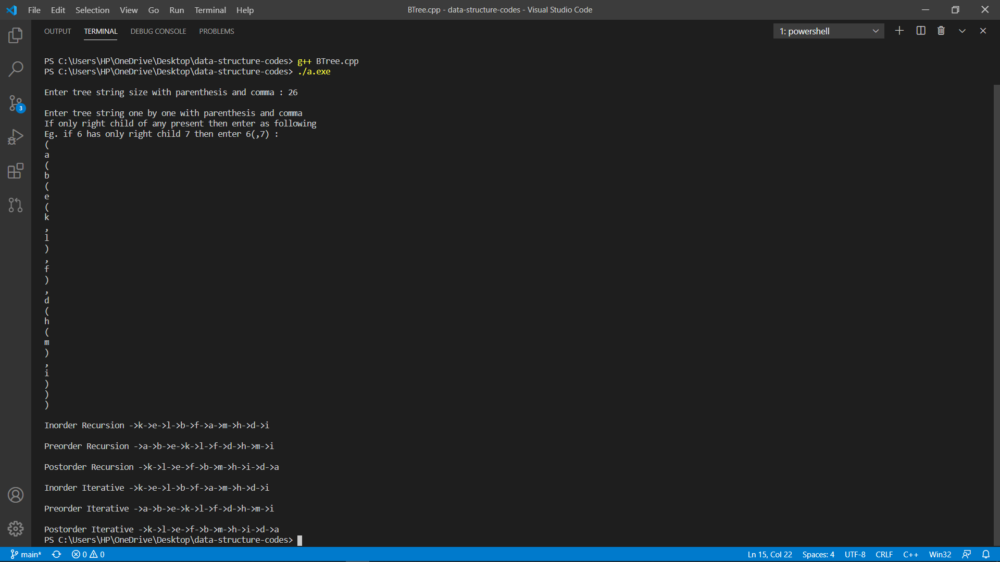 File Edit Selection View Go Run Terminal Help
BTree.cpp - data-structure-codes - Visual Studio Code
OUTPUT TERMINAL DEBUG CONSOLE PROBLEMS
1: powershell
PS C:\Users\HP\OneDrive\Desktop\data-structure-codes> g++ BTree.cpp
PS C:\Users\HP\OneDrive\Desktop\data-structure-codes> ./a.exe
Enter tree string size with parenthesis and comma : 26
Enter tree string one by one with parenthesis and comma
If only right child of any present then enter as following
Eg. if 6 has only right child 7 then enter 6(,7) :
(
a
(
b
(
e
(
k
,
l
)
,
f
)
,
d
(
h
(
m
)
,
i
)
)
)
Inorder Recursion ->k->e->l->b->f->a->m->h->d->i
Preorder Recursion ->a->b->e->k->l->f->d->h->m->i
Postorder Recursion ->k->l->e->f->b->m->h->i->d->a
Inorder Iterative ->k->e->l->b->f->a->m->h->d->i
Preorder Iterative ->a->b->e->k->l->f->d->h->m->i
Postorder Iterative ->k->l->e->f->b->m->h->i->d->a
PS C:\Users\HP\OneDrive\Desktop\data-structure-codes>
3
main* 0 0
Ln 15, Col 22 Spaces: 4 UTF-8 CRLF C++ Win32